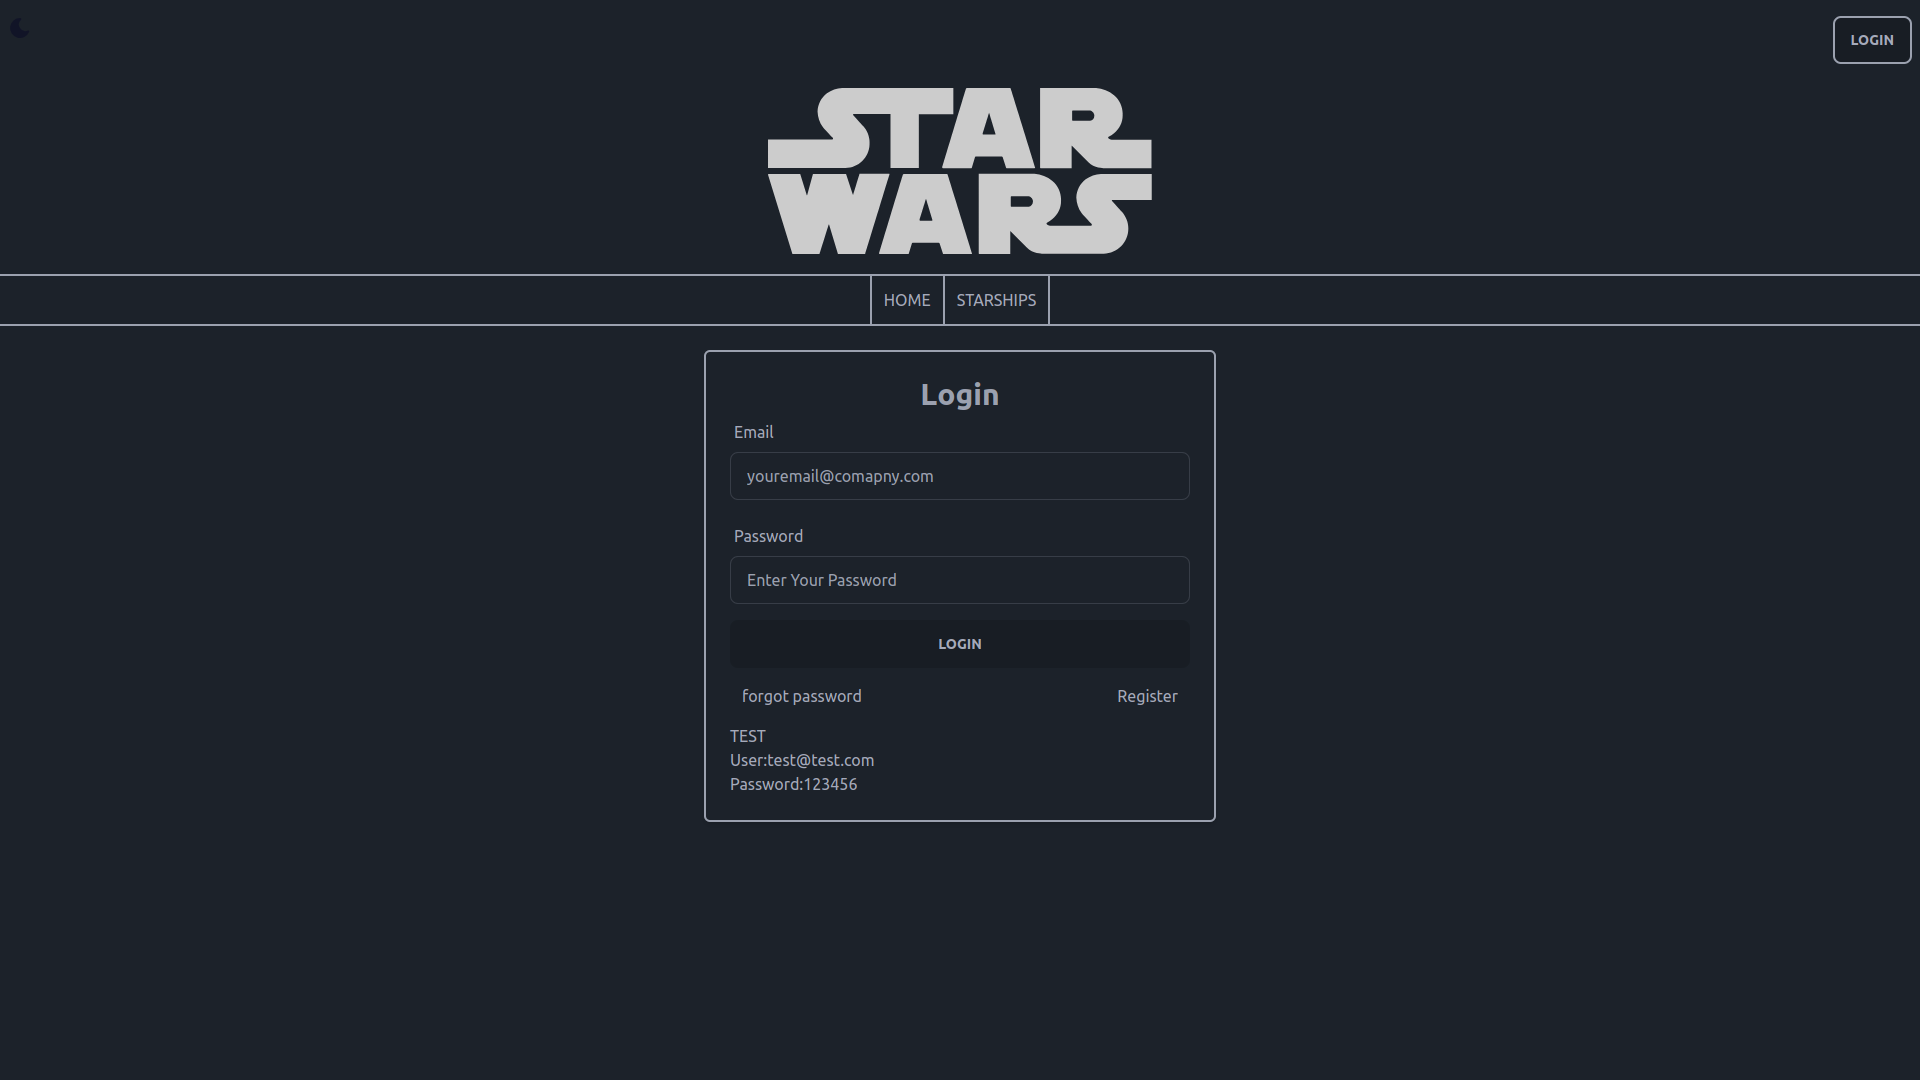 LOGIN
STAR
WARS
HOME STARSHIPS
Login
Email
youremail@comapny.com
Password
Enter Your Password
LOGIN
forgot password Register
TEST
User:test@test.com
Password:123456